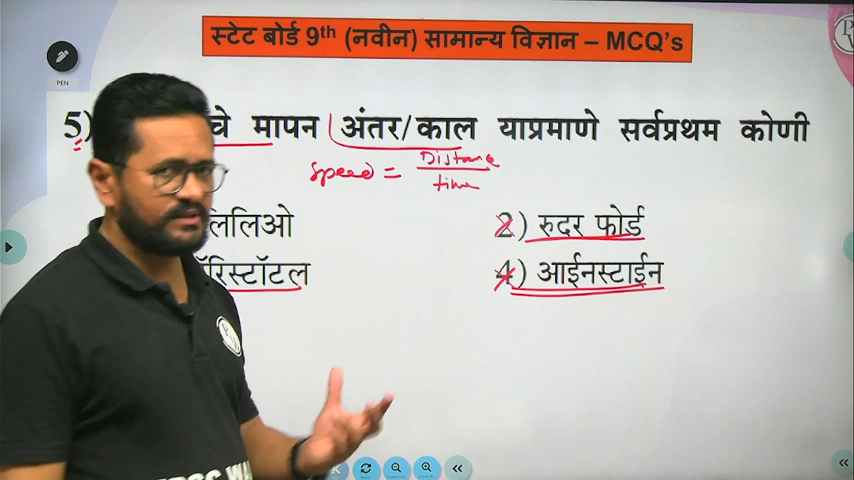 स्टेट बोर्ड 9th (नवीन) सामान्य विज्ञान – MCQ's
PEN
5) चे मापन अंतर/काल याप्रमाणे सर्वप्रथम कोणी
speed = Distance
time
लिलिओ
2) रुदर फोर्ड
रिस्टॉटल
4) आईनस्टाईन